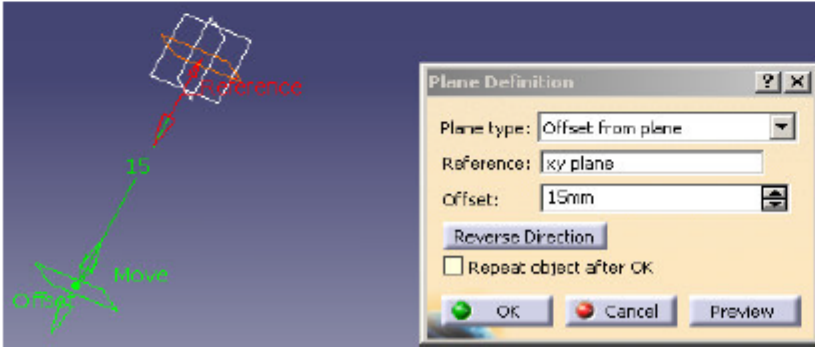 Reference
15
Move
Offset
Plane Definition
Plane type: Offset from plane
Reference: xy plane
Offset: 15mm
Reverse Direction
Repeat object after OK
OK Cancel Preview